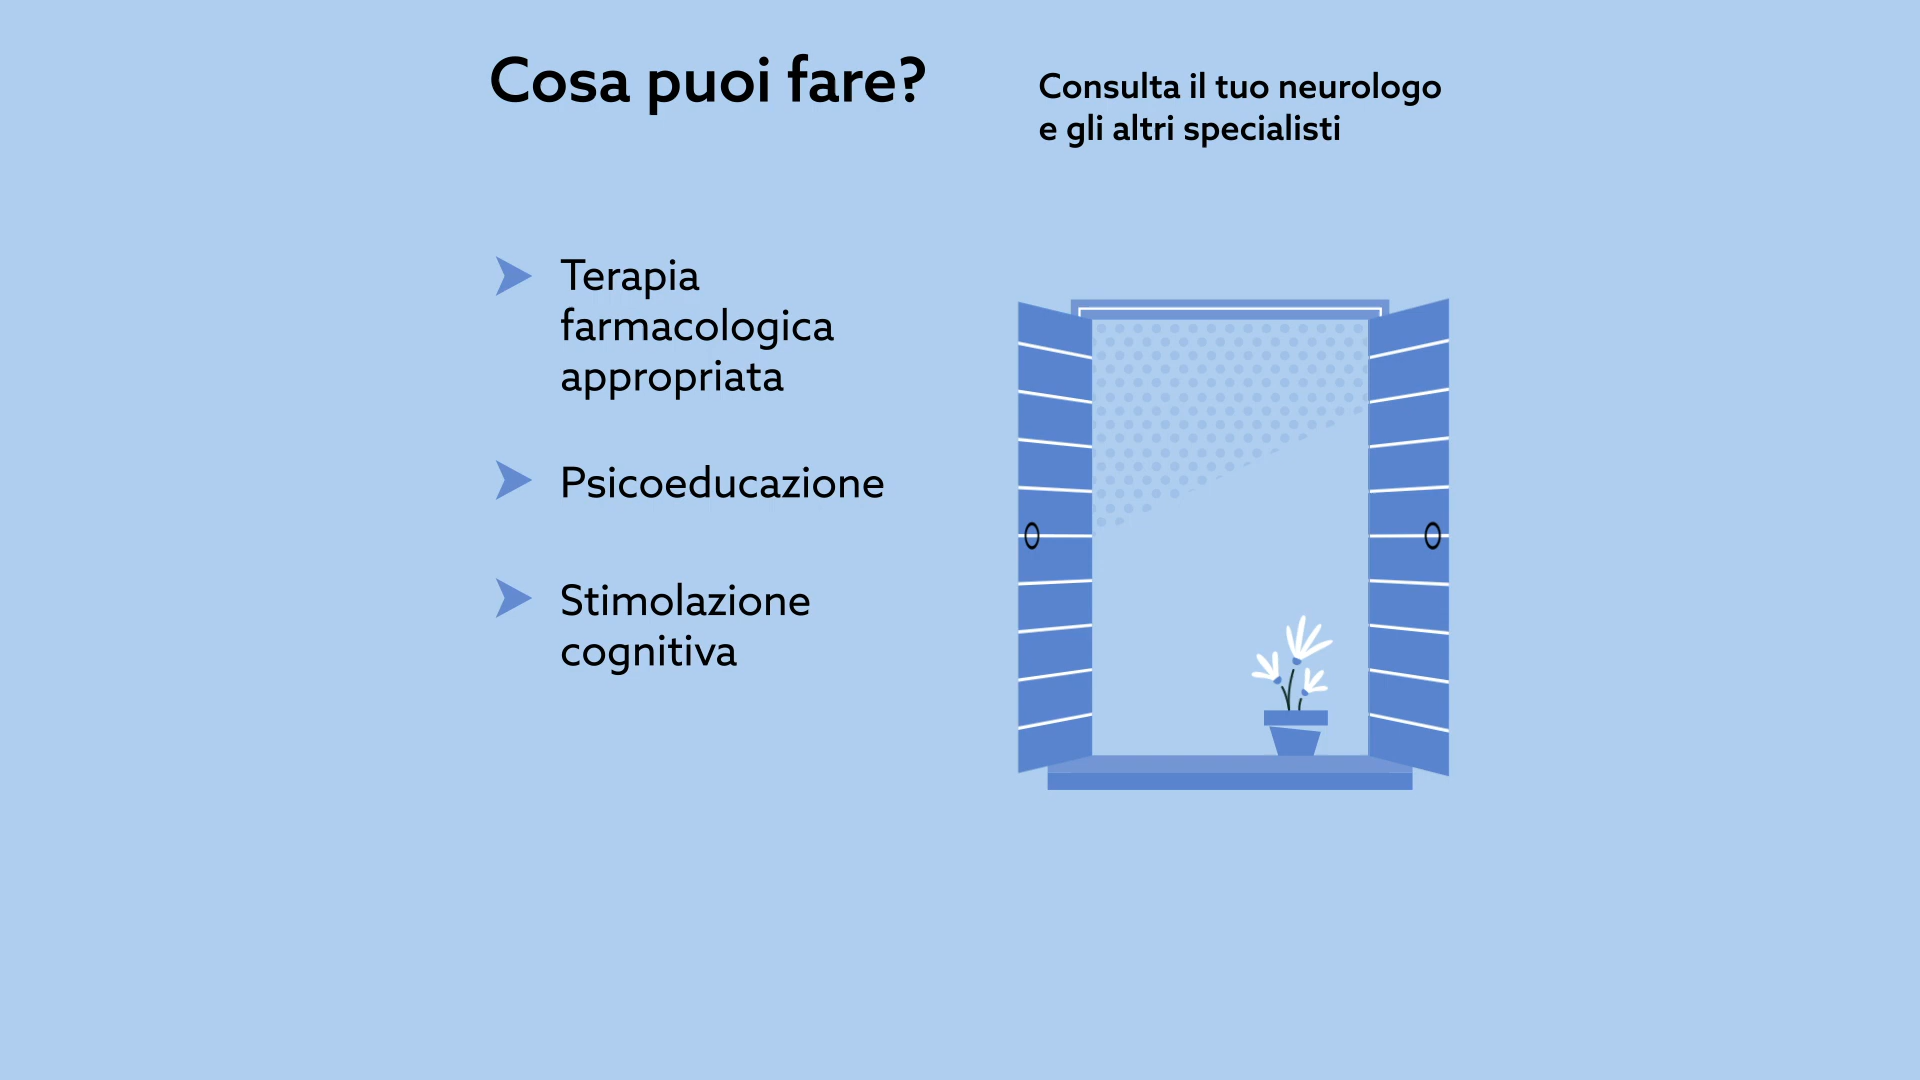 Cosa puoi fare?
Consulta il tuo neurologo
e gli altri specialisti
Terapia
farmacologica
appropriata
Psicoeducazione
Stimolazione
cognitiva